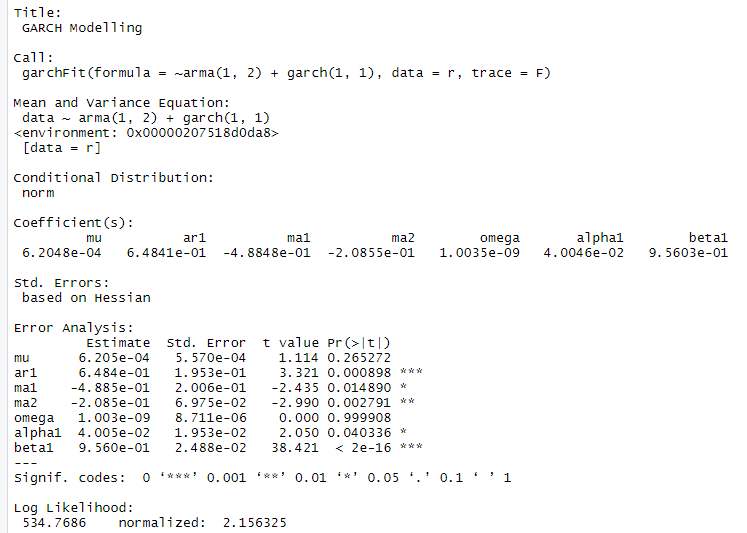 Title:
 GARCH Modelling

Call:
 garchFit(formula = ~arma(1, 2) + garch(1, 1), data = r, trace = F)

Mean and Variance Equation:
 data ~ arma(1, 2) + garch(1, 1)
<environment: 0x00000207518d0da8>
 [data = r]

Conditional Distribution:
 norm

Coefficient(s):
         mu          ar1          ma1          ma2        omega       alpha1        beta1
 6.2048e-04   6.4841e-01  -4.8848e-01  -2.0855e-01   1.0035e-09   4.0046e-02   9.5603e-01

Std. Errors:
 based on Hessian

Error Analysis:
         Estimate  Std. Error  t value Pr(>|t|)
mu      6.205e-04   5.570e-04    1.114 0.265272
ar1     6.484e-01   1.953e-01    3.321 0.000898 ***
ma1    -4.885e-01   2.006e-01   -2.435 0.014890 *
ma2    -2.085e-01   6.975e-02   -2.990 0.002791 **
omega   1.003e-09   8.711e-06    0.000 0.999908
alpha1  4.005e-02   1.953e-02    2.050 0.040336 *
beta1   9.560e-01   2.488e-02   38.421  < 2e-16 ***
---
Signif. codes:  0 ‘***’ 0.001 ‘**’ 0.01 ‘*’ 0.05 ‘.’ 0.1 ‘ ’ 1

Log Likelihood:
 534.7686    normalized:  2.156325